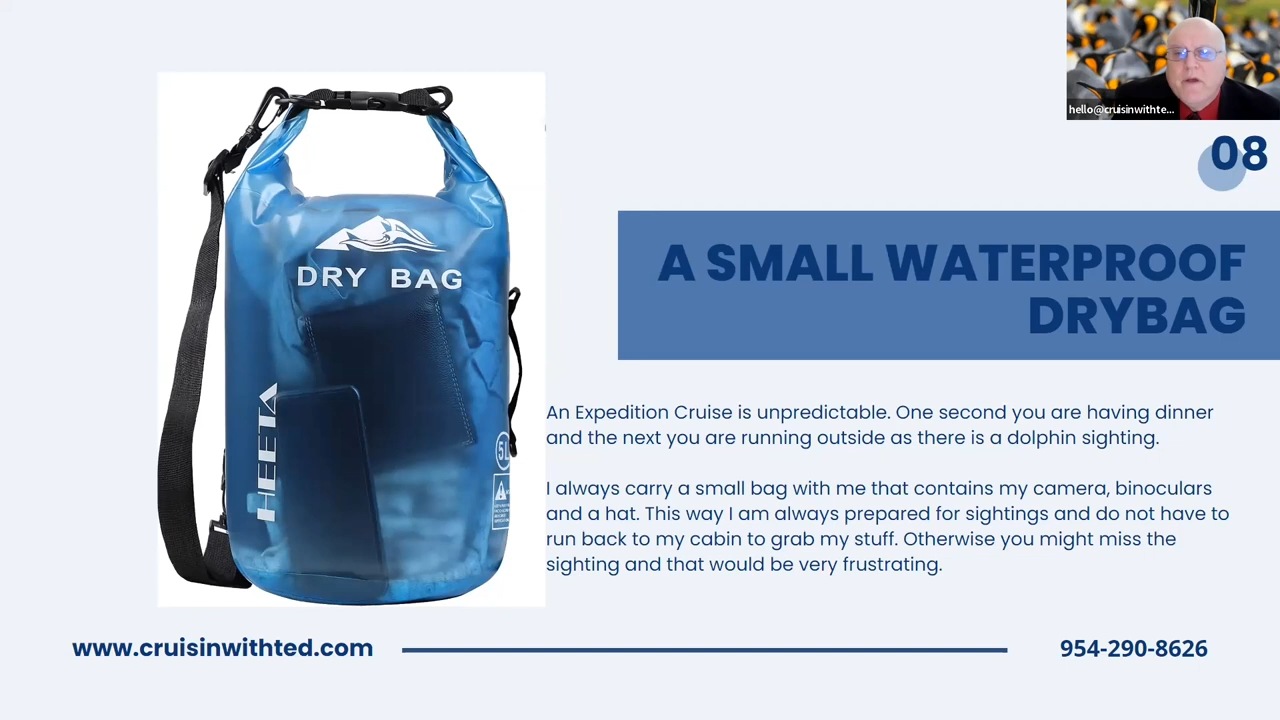 hello@cruisinwithte...
08
A SMALL WATERPROOF
DRYBAG
DRY BAG
HEETA
5L
An Expedition Cruise is unpredictable. One second you are having dinner
and the next you are running outside as there is a dolphin sighting.
I always carry a small bag with me that contains my camera, binoculars
and a hat. This way I am always prepared for sightings and do not have to
run back to my cabin to grab my stuff. Otherwise you might miss the
sighting and that would be very frustrating.
www.cruisinwithted.com
954-290-8626